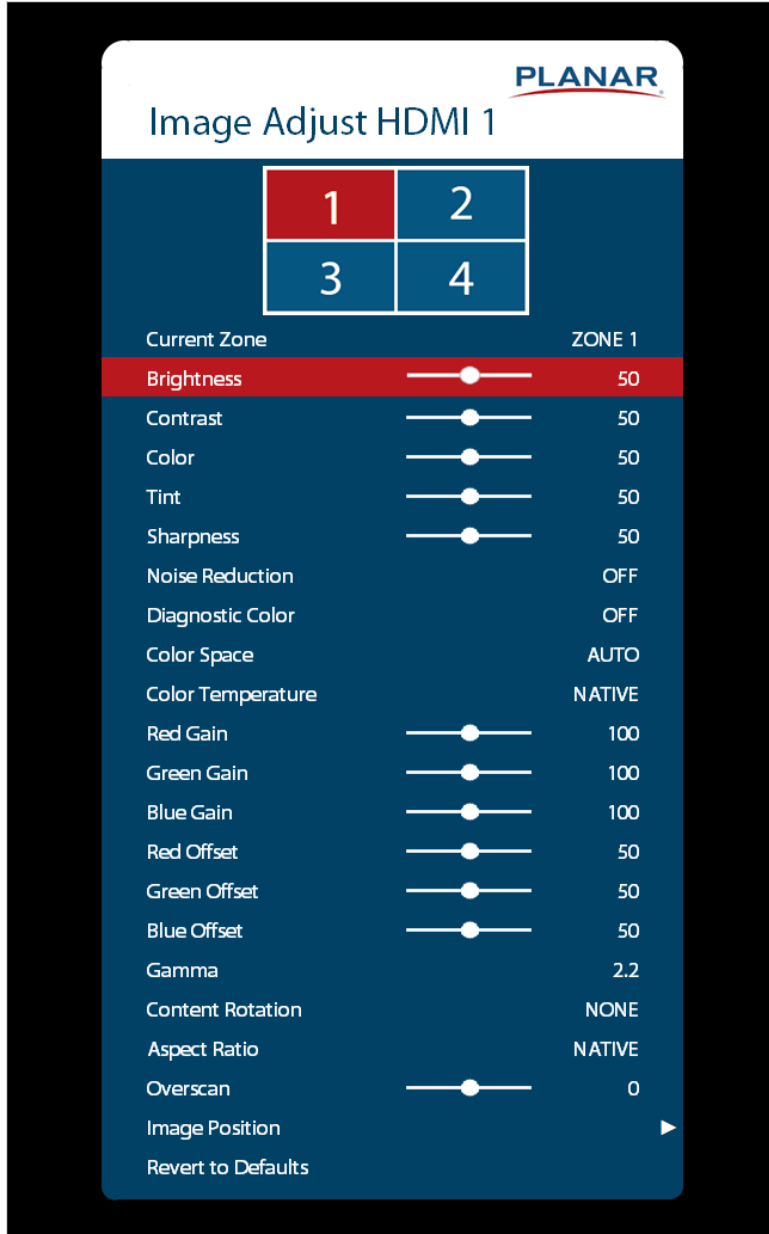 PLANAR
Image Adjust HDMI 1
1 2
3 4
Current Zone ZONE 1
Brightness 50
Contrast 50
Color 50
Tint 50
Sharpness 50
Noise Reduction OFF
Diagnostic Color OFF
Color Space AUTO
Color Temperature NATIVE
Red Gain 100
Green Gain 100
Blue Gain 100
Red Offset 50
Green Offset 50
Blue Offset 50
Gamma 2.2
Content Rotation NONE
Aspect Ratio NATIVE
Overscan 0
Image Position
Revert to Defaults